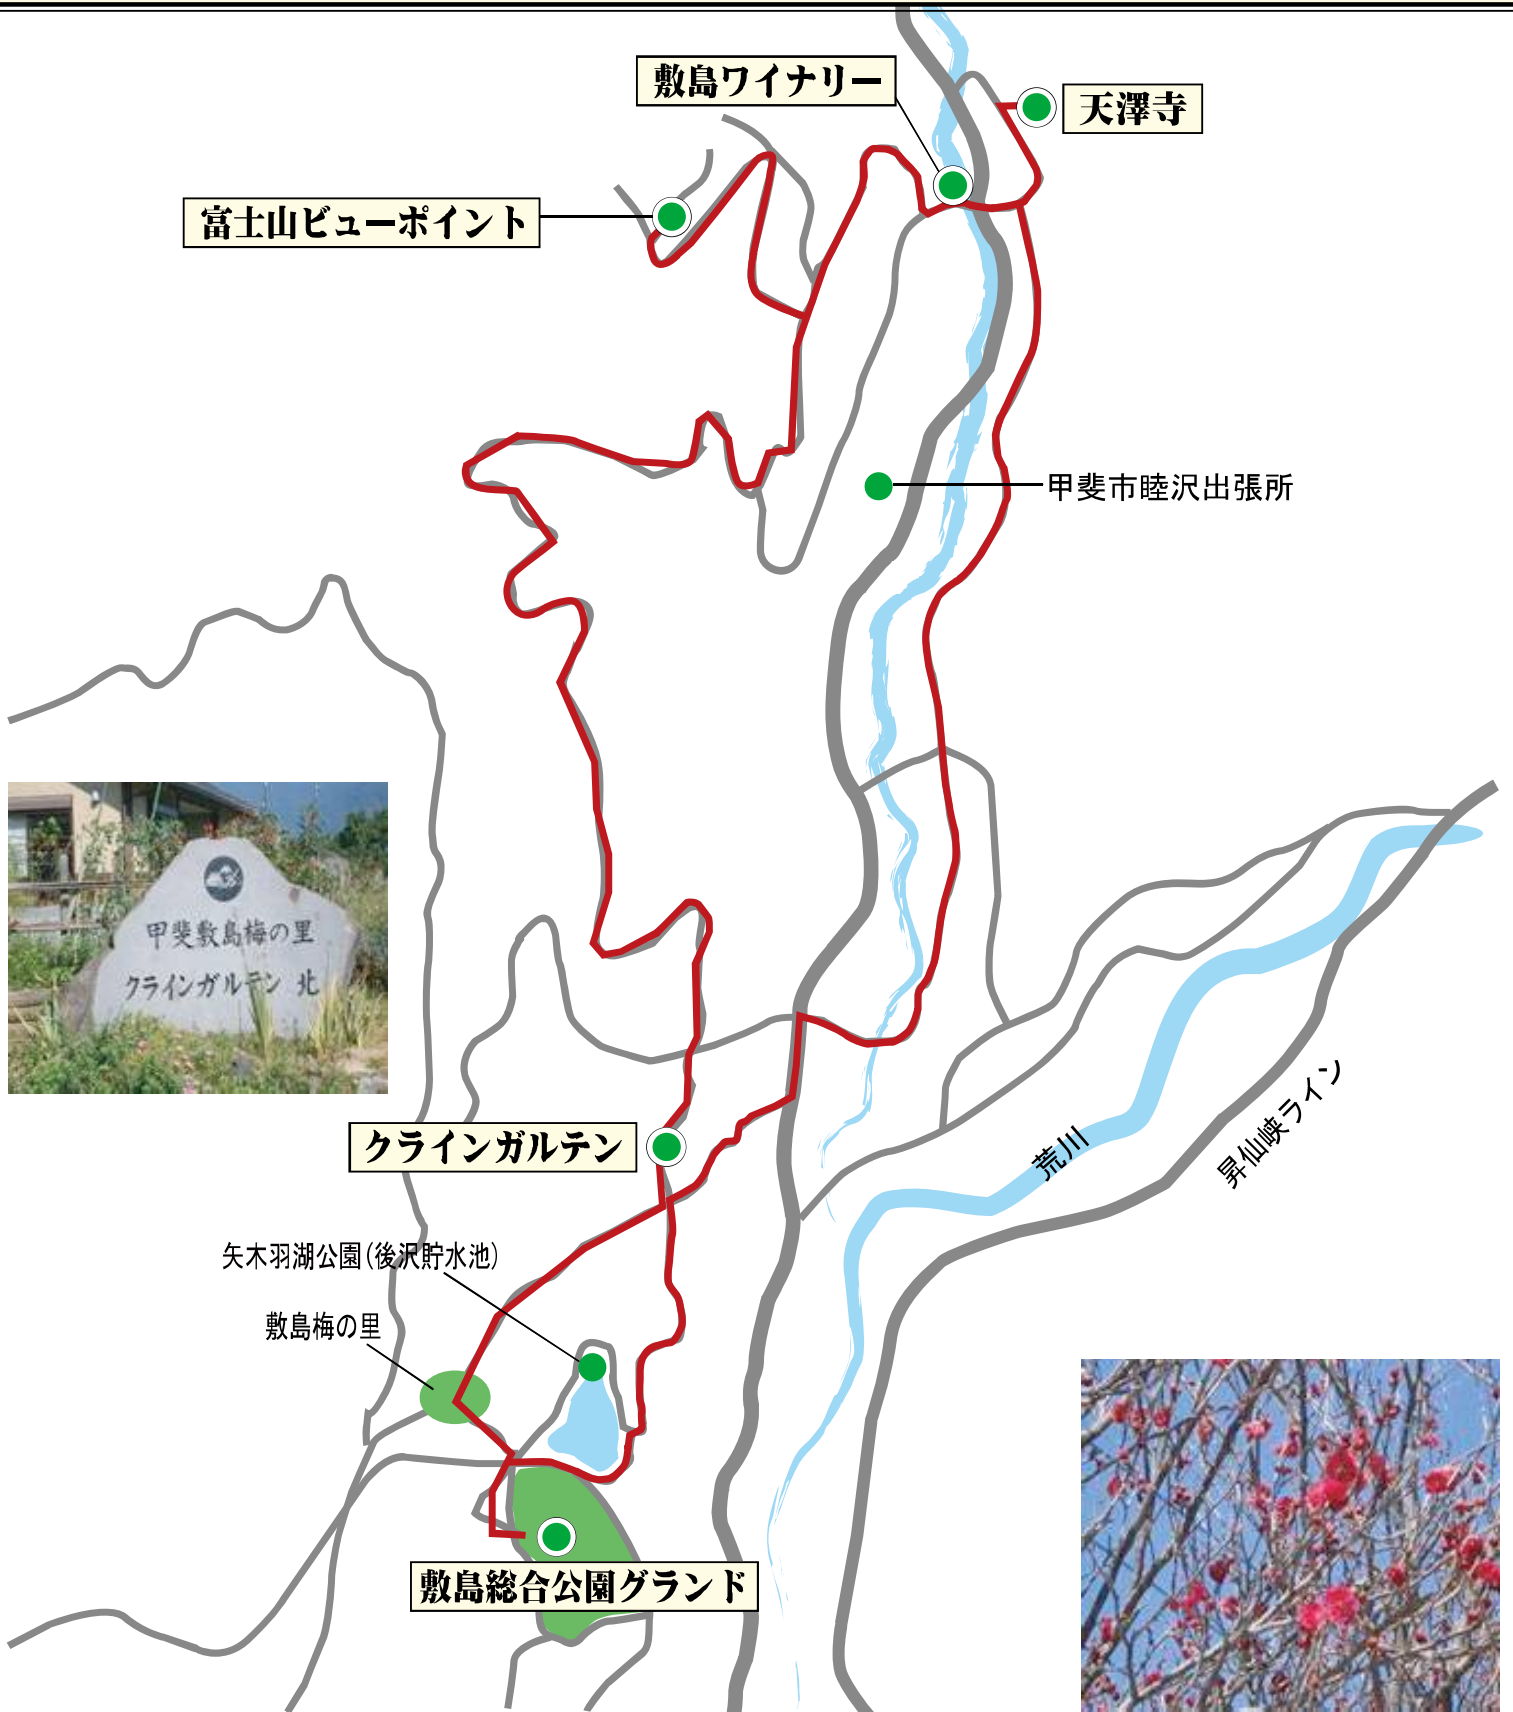 敷島ワイナリー
天澤寺
富士山ビューポイント
甲斐市睦沢出張所
甲斐敷島梅の里
クラインガルテン 北
昇仙峡ライン
荒川
クラインガルテン
矢木羽湖公園(後沢貯水池)
敷島梅の里
敷島総合公園グランド